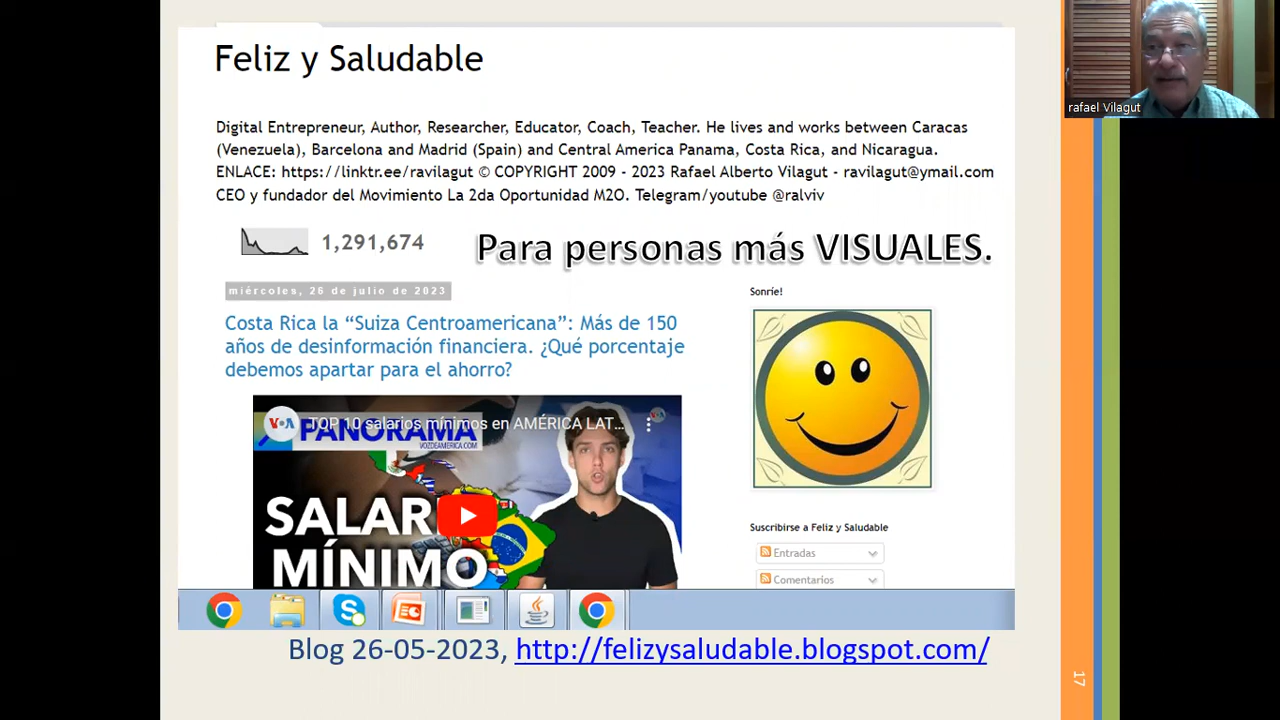 Feliz y Saludable
rafael Vilagut
Digital Entrepreneur, Author, Researcher, Educator, Coach, Teacher. He lives and works between Caracas
(Venezuela), Barcelona and Madrid (Spain) and Central America Panama, Costa Rica, and Nicaragua.
ENLACE: https://linktr.ee/ravilagut © COPYRIGHT 2009 - 2023 Rafael Alberto Vilagut - ravilagut@ymail.com
CEO y fundador del Movimiento La 2da Oportunidad M2O. Telegram/youtube @ralviv
1,291,674
Para personas más VISUALES.
miércoles, 26 de julio de 2023
Costa Rica la “Suiza Centroamericana”: Más de 150
años de desinformación financiera. ¿Qué porcentaje
debemos apartar para el ahorro?
VOA
TOP 10 salarios mínimos en AMÉRICA LAT...
PANORAMA
VOZDEAMERICA.COM
SALAR
MÍNIMO
Sonríe!
Suscribirse a Feliz y Saludable
Entradas
Comentarios
Blog 26-05-2023, http://felizysaludable.blogspot.com/
17